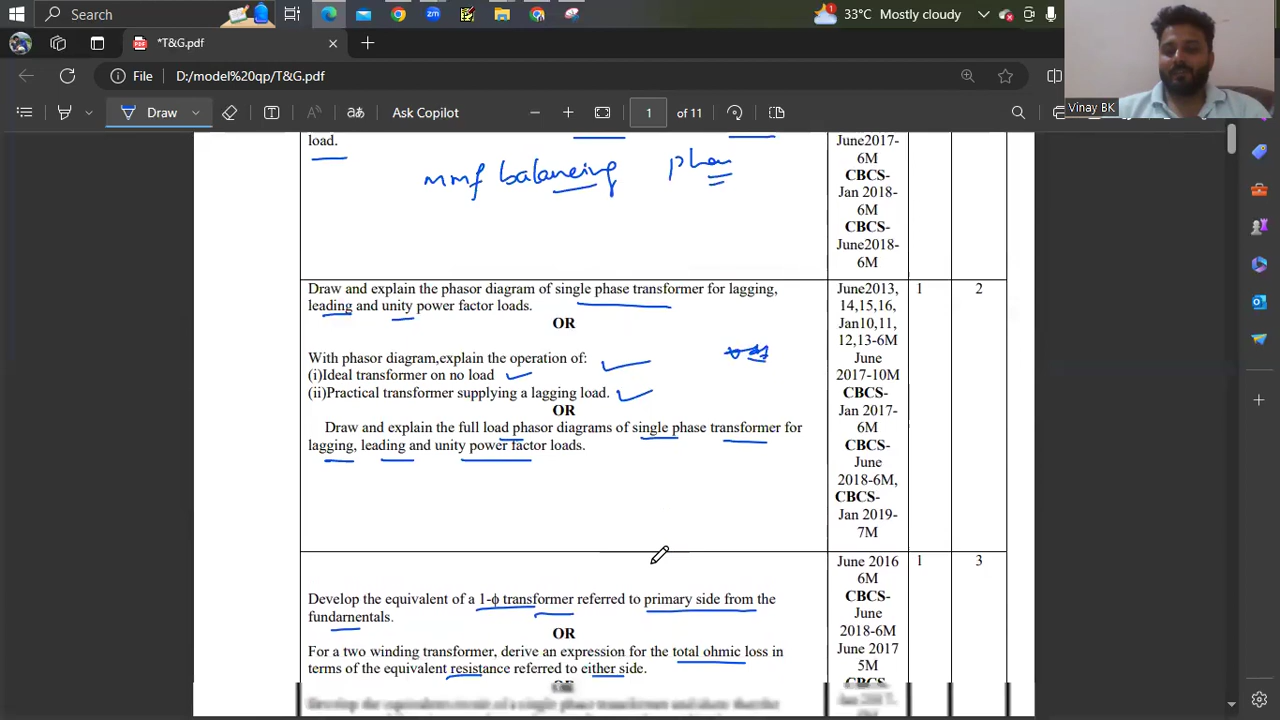 Search
33°C Mostly cloudy
*T&G.pdf
File
D:/model%20qp/T&G.pdf
Vinay BK
Draw
Ask Copilot
1
of 11
load.
mmf balancing
June2017-
6M
CBCS-
Jan 2018-
6M
CBCS-
June2018-
6M
Draw and explain the phasor diagram of single phase transformer for lagging,
leading and unity power factor loads.
OR
With phasor diagram,explain the operation of:
(i)Ideal transformer on no load
(ii)Practical transformer supplying a lagging load.
OR
Draw and explain the full load phasor diagrams of single phase transformer for
lagging, leading and unity power factor loads.
June2013,
14,15,16,
Jan10,11,
12,13-6M
June
2017-10M
CBCS-
Jan 2017-
6M
CBCS-
June
2018-6M,
CBCS-
Jan 2019-
7M
1
2
Develop the equivalent of a 1-ϕ transformer referred to primary side from the
fundarnentals.
OR
For a two winding transformer, derive an expression for the total ohmic loss in
terms of the equivalent resistance referred to either side.
June 2016
6M
CBCS-
June
2018-6M
June 2017
5M
1
3